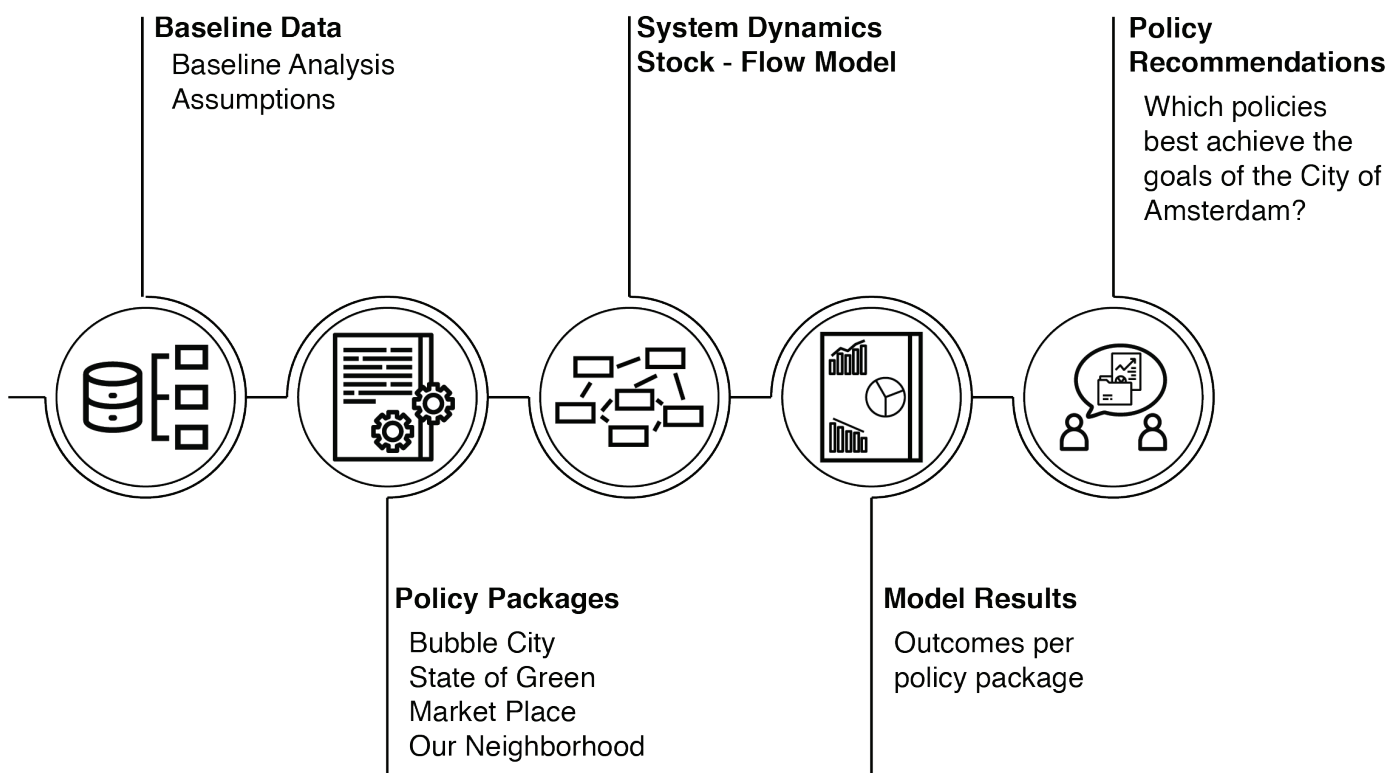 Baseline Data
Baseline Analysis
Assumptions
System Dynamics
Stock - Flow Model
Policy
Recommendations
Which policies
best achieve the
goals of the City of
Amsterdam?
Policy Packages
Bubble City
State of Green
Market Place
Our Neighborhood
Model Results
Outcomes per
policy package